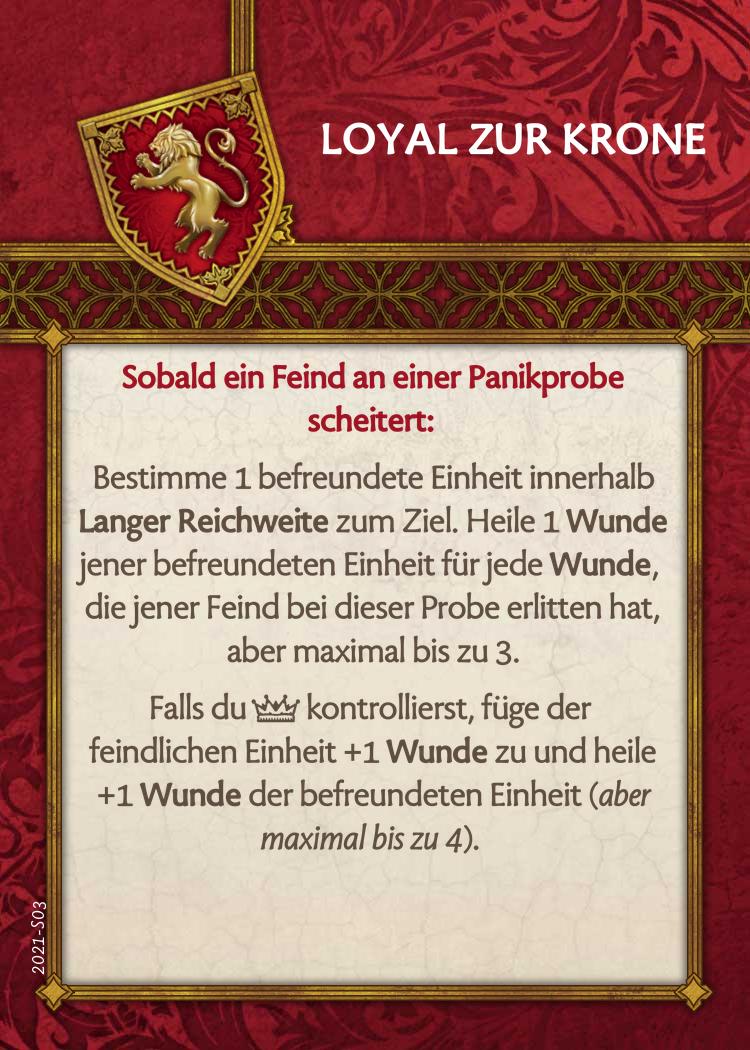 LOYAL ZUR KRONE
Sobald ein Feind an einer Panikprobe
scheitert:
Bestimme 1 befreundete Einheit innerhalb
Langer Reichweite zum Ziel. Heile 1 Wunde
jener befreundeten Einheit für jede Wunde,
die jener Feind bei dieser Probe erlitten hat,
aber maximal bis zu 3.
Falls du kontrollierst, füge der
feindlichen Einheit +1 Wunde zu und heile
+1 Wunde der befreundeten Einheit (aber
maximal bis zu 4).
2021-S03